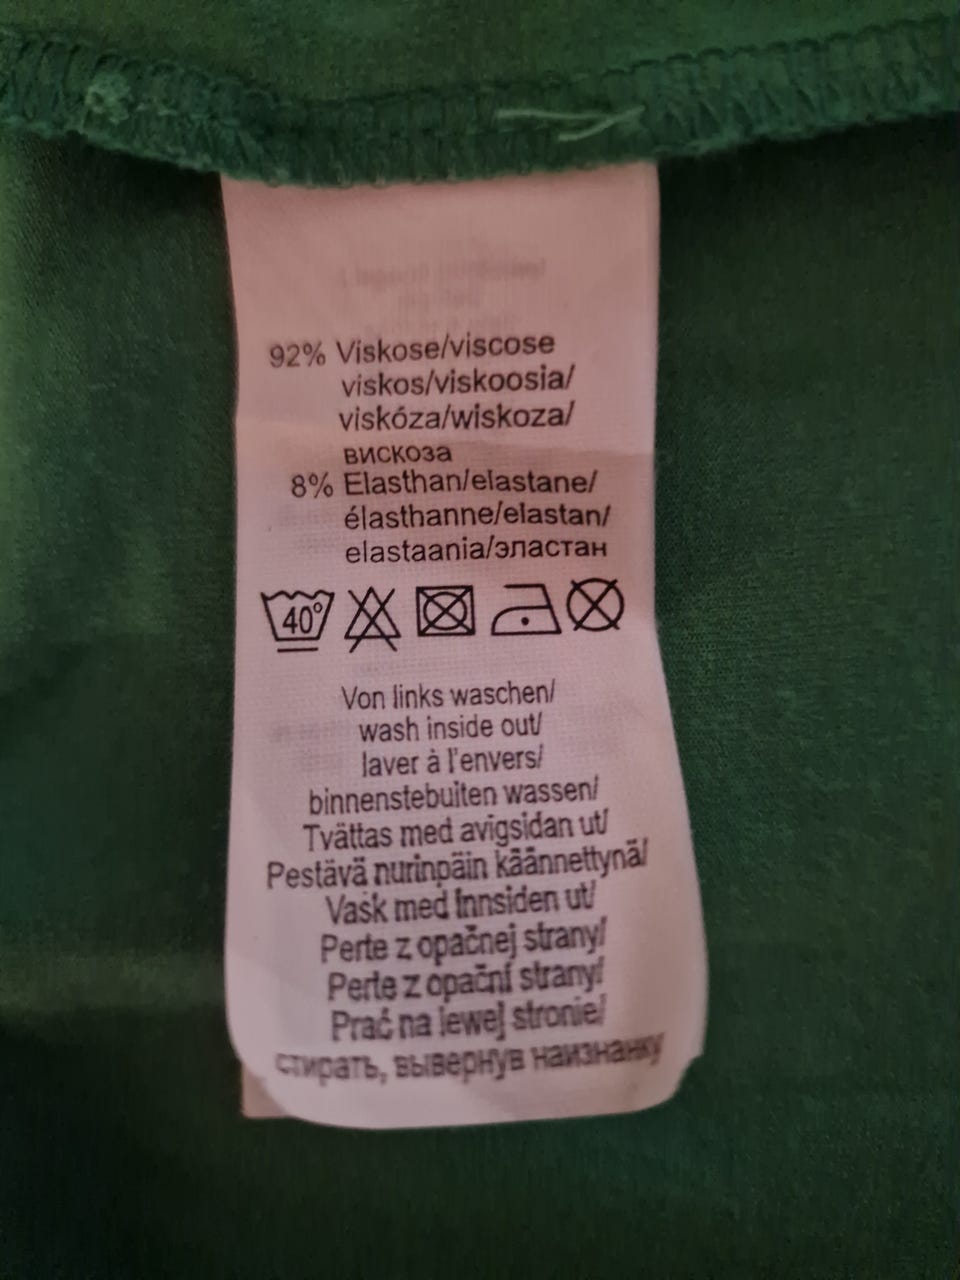 92% Viskose/viscose
viskos/viskoosia/
viskóza/wiskoza/
вискоза
8% Elasthan/elastane/
élasthanne/elastan/
elastaania/эластан
40°
Von links waschen/
wash inside out/
laver à l'envers/
binnenstebuiten wassen/
Tvättas med avigsidan ut/
Pestävä nurinpäin käännettynä/
Vask med Innsiden ut/
Perte z opačnej strany/
Perte z opační strany/
Prać na lewej stronie/
стирать, вывернув наизнанку